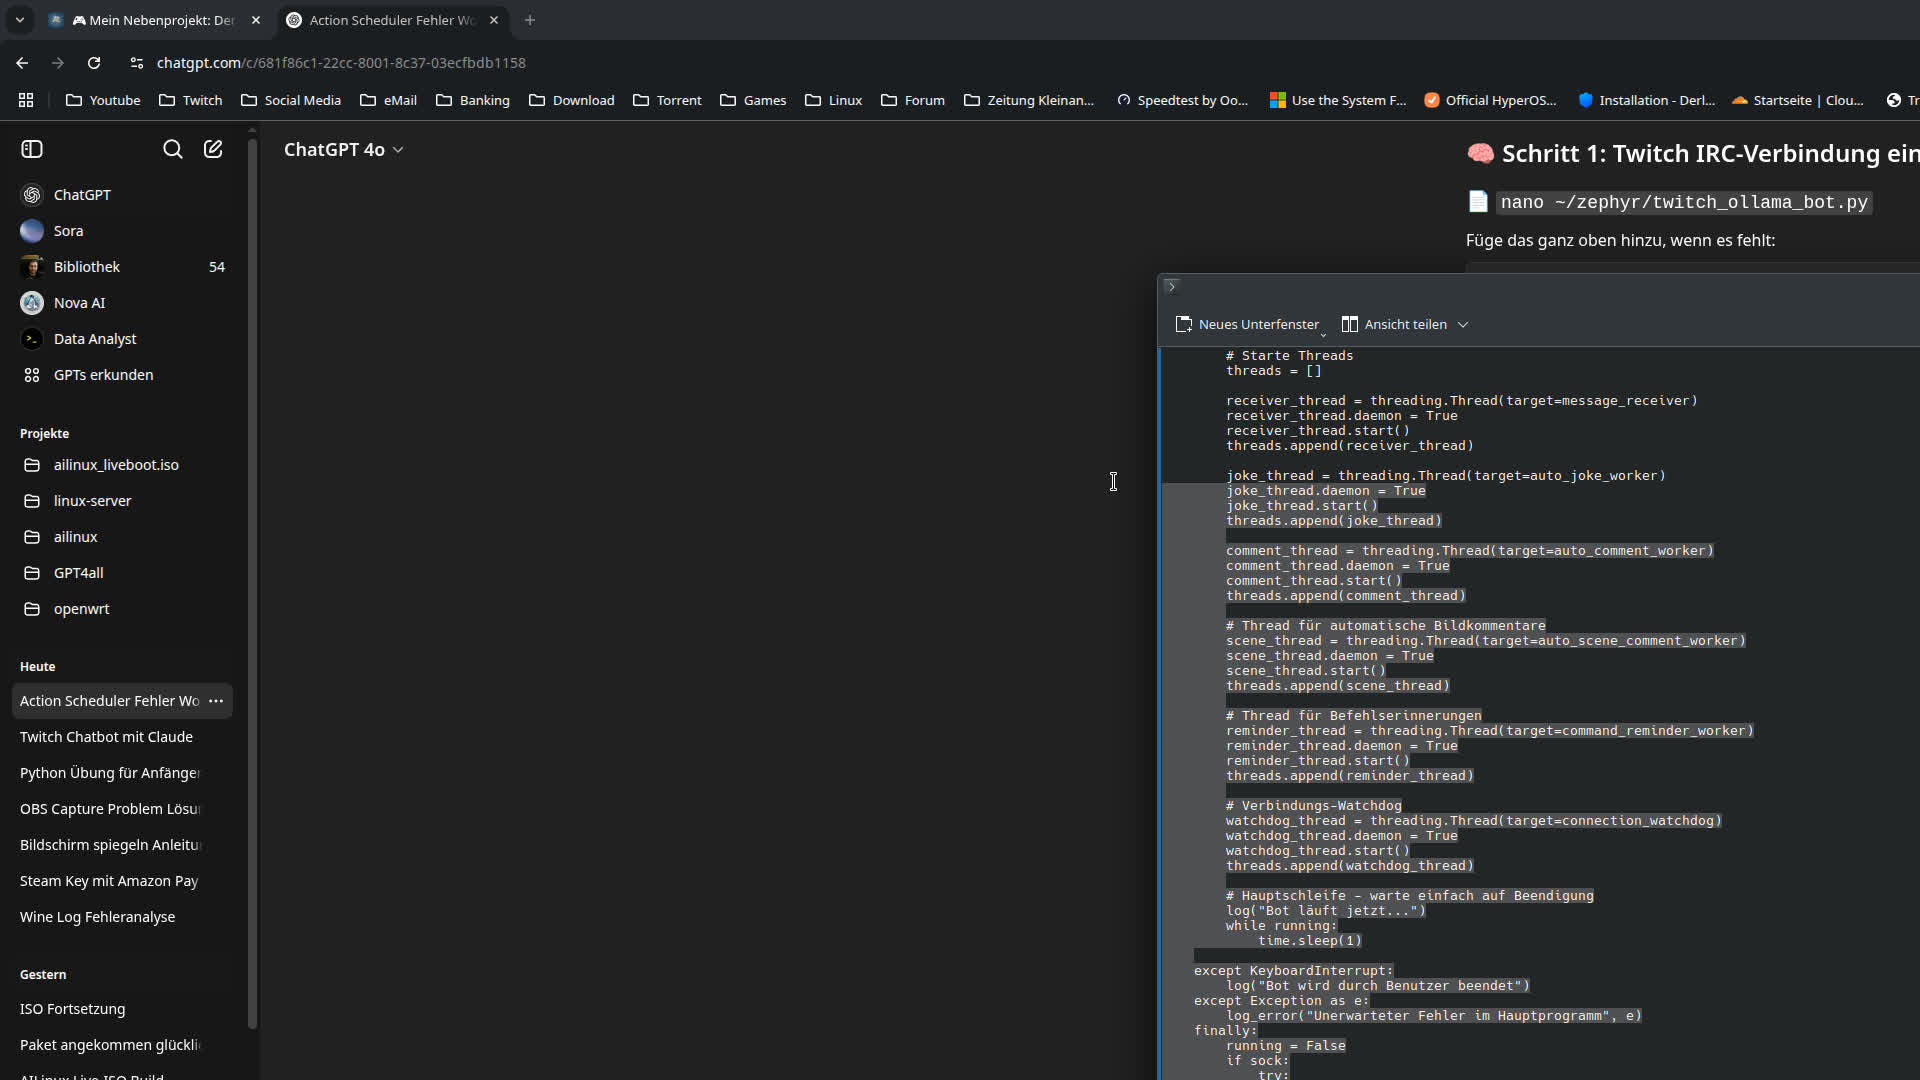 Mein Nebenprojekt: Der
Action Scheduler Fehler Wo
chatgpt.com/c/681f86c1-22cc-8001-8c37-03ecfbdb1158
Youtube
Twitch
Social Media
eMail
Banking
Download
Torrent
Games
Linux
Forum
Zeitung Kleinan...
Speedtest by Oo...
Use the System F...
Official HyperOS...
Installation - Derl...
Startseite | Clou...
Tr
ChatGPT
Sora
Bibliothek 54
Nova AI
Data Analyst
GPTs erkunden
Projekte
ailinux_liveboot.iso
linux-server
ailinux
GPT4all
openwrt
Heute
Action Scheduler Fehler Wo
Twitch Chatbot mit Claude
Python Übung für Anfänger
OBS Capture Problem Lösu
Bildschirm spiegeln Anleitu
Steam Key mit Amazon Pay
Wine Log Fehleranalyse
Gestern
ISO Fortsetzung
Paket angekommen glückli
AILinux Live ISO Build
ChatGPT 4o
Schritt 1: Twitch IRC-Verbindung ein
nano ~/zephyr/twitch_ollama_bot.py
Füge das ganz oben hinzu, wenn es fehlt:
Neues Unterfenster
Ansicht teilen
# Starte Threads
threads = []
receiver_thread = threading.Thread(target=message_receiver)
receiver_thread.daemon = True
receiver_thread.start()
threads.append(receiver_thread)
joke_thread = threading.Thread(target=auto_joke_worker)
joke_thread.daemon = True
joke_thread.start()
threads.append(joke_thread)
comment_thread = threading.Thread(target=auto_comment_worker)
comment_thread.daemon = True
comment_thread.start()
threads.append(comment_thread)
# Thread für automatische Bildkommentare
scene_thread = threading.Thread(target=auto_scene_comment_worker)
scene_thread.daemon = True
scene_thread.start()
threads.append(scene_thread)
# Thread für Befehlserinnerungen
reminder_thread = threading.Thread(target=command_reminder_worker)
reminder_thread.daemon = True
reminder_thread.start()
threads.append(reminder_thread)
# Verbindungs-Watchdog
watchdog_thread = threading.Thread(target=connection_watchdog)
watchdog_thread.daemon = True
watchdog_thread.start()
threads.append(watchdog_thread)
# Hauptschleife - warte einfach auf Beendigung
log("Bot läuft jetzt...")
while running:
time.sleep(1)
except KeyboardInterrupt:
log("Bot wird durch Benutzer beendet")
except Exception as e:
log_error("Unerwarteter Fehler im Hauptprogramm", e)
finally:
running = False
if sock:
try: